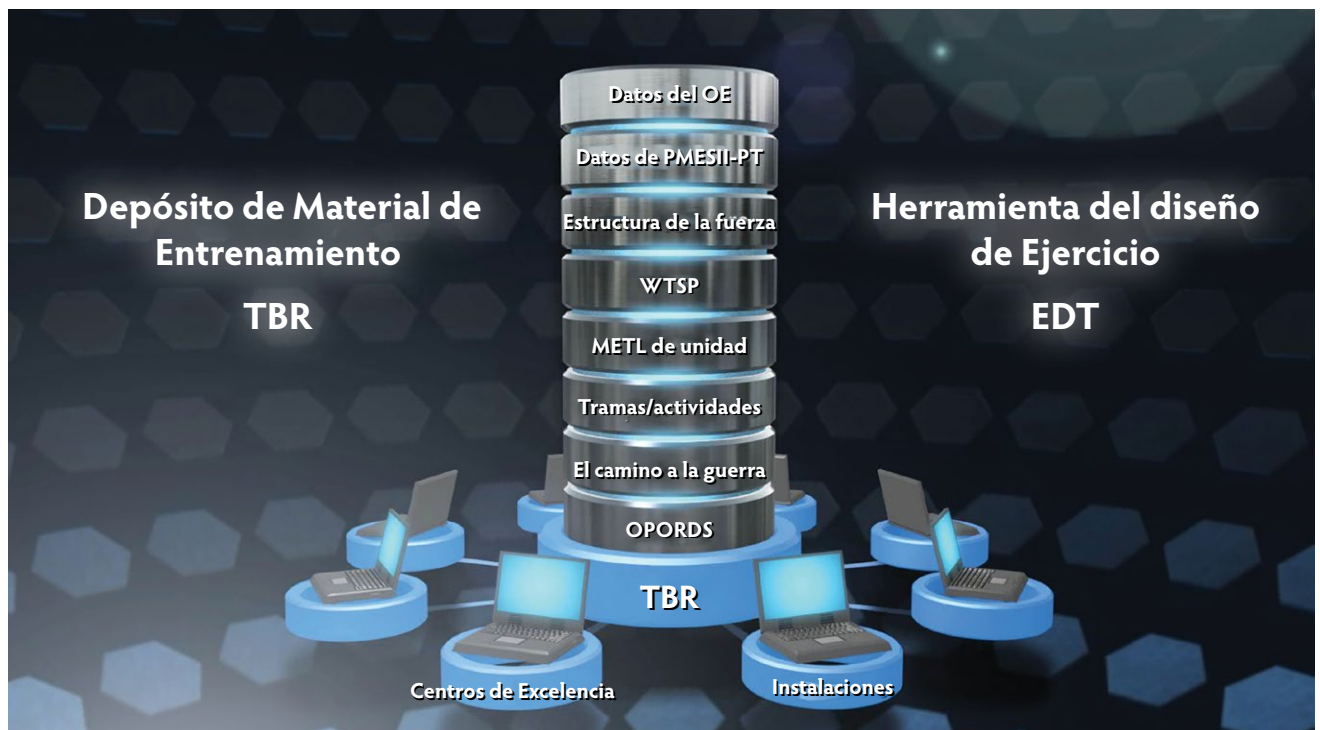 Depósito de Material de
Entrenamiento
TBR
Datos del OE
Datos de PMESII-PT
Estructura de la fuerza
WTSP
METL de unidad
Tramas/actividades
El camino a la guerra
OPORDS
TBR
Centros de Excelencia
Instalaciones
Herramienta del diseño
de Ejercicio
EDT